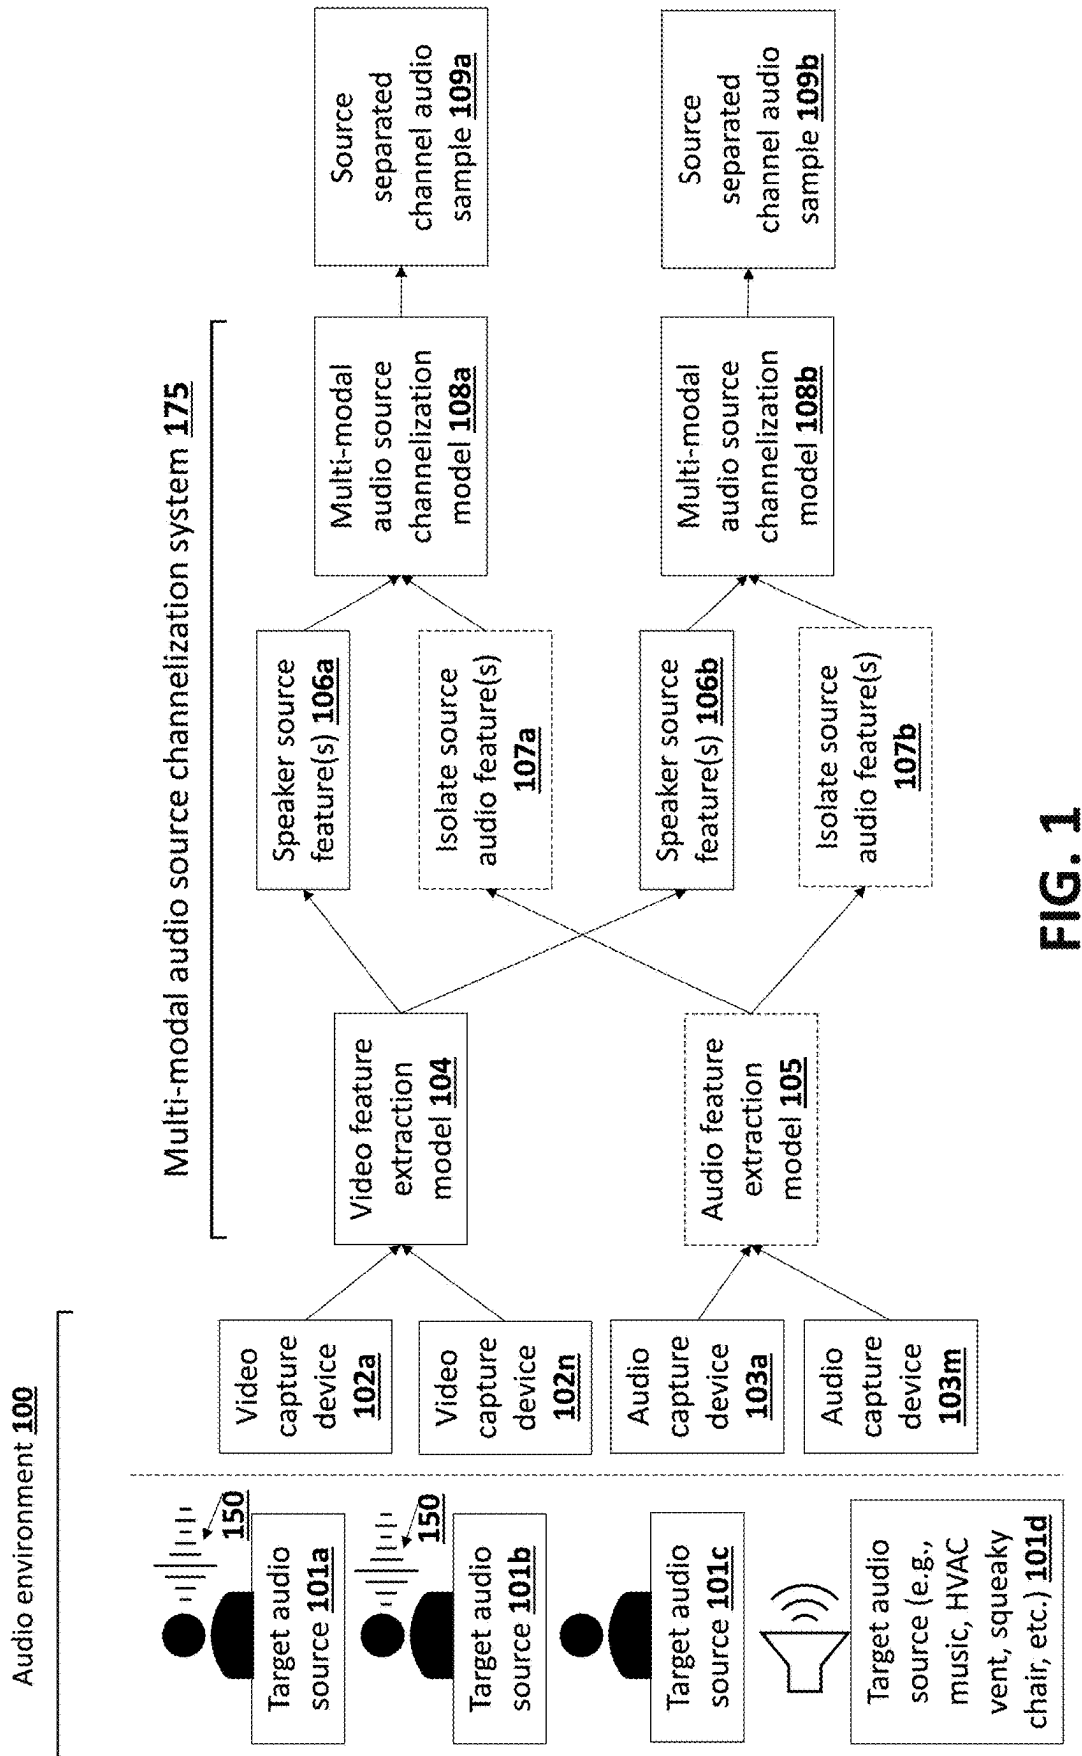 Audio environment 100
Multi-modal audio source channelization system 175
150
Target audio
source 101a
150
Target audio
source 101b
Target audio
source 101c
Target audio
source (e.g.,
music, HVAC
vent, squeaky
chair, etc.) 101d
Video
capture
device
102a
Video
capture
device
102n
Audio
capture
device
103a
Audio
capture
device
103m
Video feature
extraction
model 104
Audio feature
extraction
model 105
Speaker source
feature(s) 106a
Isolate source
audio feature(s)
107a
Speaker source
feature(s) 106b
Isolate source
audio feature(s)
107b
Multi-modal
audio source
channelization
model 108a
Multi-modal
audio source
channelization
model 108b
Source
separated
channel audio
sample 109a
Source
separated
channel audio
sample 109b
FIG. 1